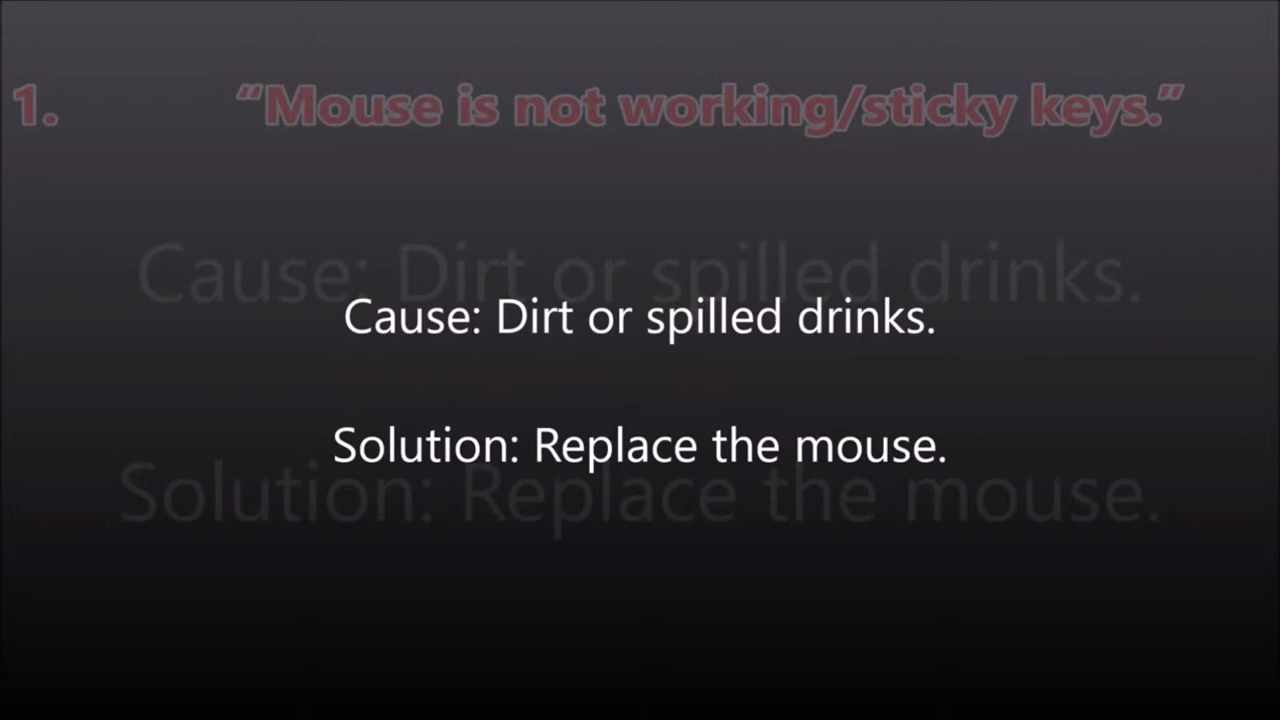 1. “Mouse is not working/sticky keys.”
Cause: Dirt or spilled drinks.
Cause: Dirt or spilled drinks.
Solution: Replace the mouse.
Solution: Replace the mouse.